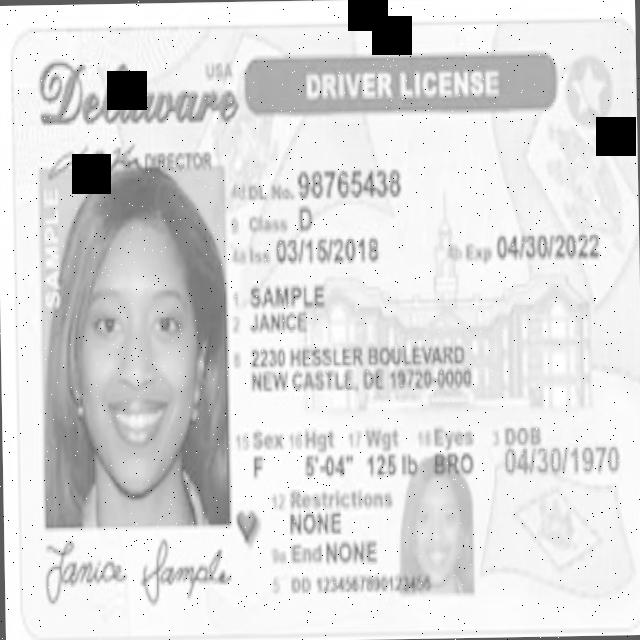 USA
Delaware
DRIVER LICENSE
DIRECTOR
SAMPLE
4d DL No. 98765438
9 Class D
4a Iss 03/15/2018 4b Exp 04/30/2022
1 SAMPLE
2 JANICE
8 2230 HESSLER BOULEVARD
NEW CASTLE, DE 19720-0000
15 Sex 16 Hgt 17 Wgt 18 Eyes 3 DOB
F 5'-04" 125 lb BRO 04/30/1970
12 Restrictions
NONE
9a End NONE
5 DD 1234567890123456
Janice Sample